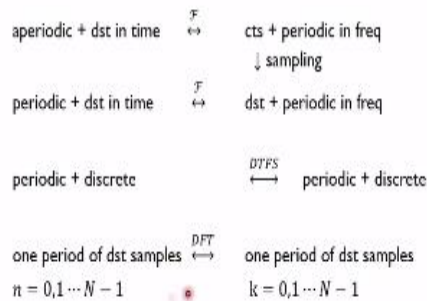 aperiodic + dst in time ℱ ↔ cts + periodic in freq
↓ sampling
periodic + dst in time ℱ ↔ dst + periodic in freq
periodic + discrete DTFS ⟷ periodic + discrete
one period of dst samples DFT ⟷ one period of dst samples
n = 0,1 ⋯ N − 1 k = 0,1 ⋯ N − 1